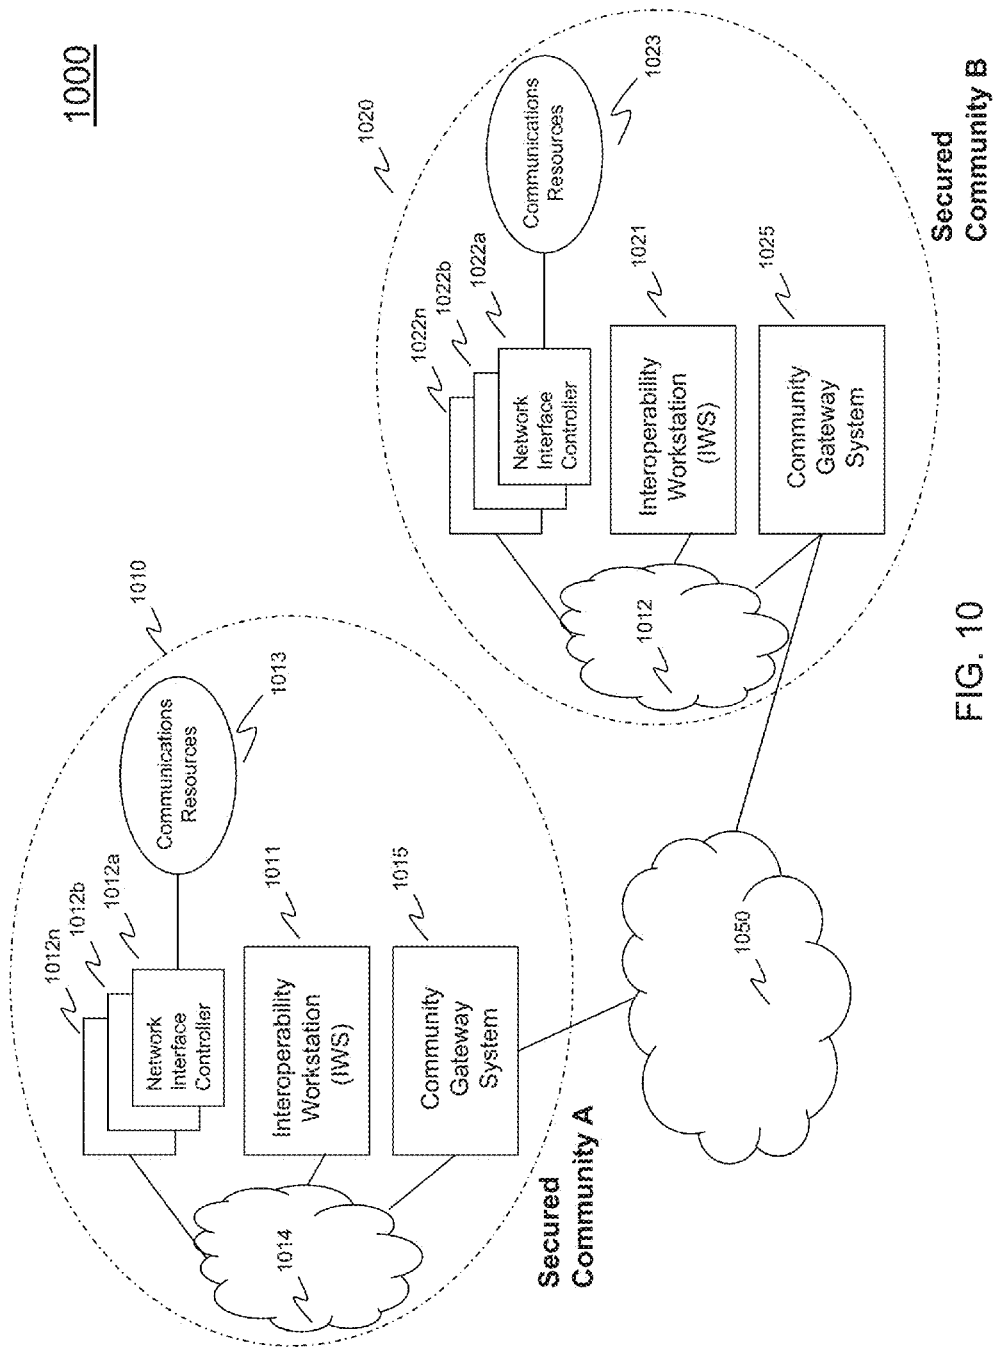 1000
1010
1012n
1012b
1012a
Network
Interface
Controller
Communications
Resources
1013
Interoperability
Workstation
(IWS)
1011
Community
Gateway
System
1015
1014
Secured
Community A
1050
1020
1022n
1022b
1022a
Network
Interface
Controller
Communications
Resources
1023
Interoperability
Workstation
(IWS)
1021
Community
Gateway
System
1025
1012
Secured
Community B
FIG. 10